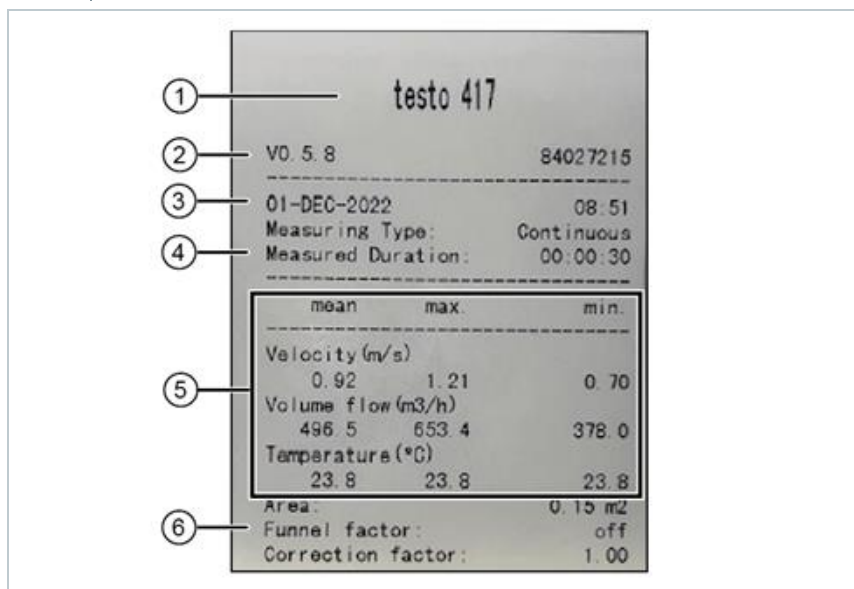 ① testo 417
② V0.5.8 84027215
③ 01-DEC-2022 08:51
Measuring Type: Continuous
④ Measured Duration: 00:00:30
mean max. min.
Velocity(m/s)
0.92 1.21 0.70
⑤
Volume flow(m3/h)
496.5 653.4 378.0
Temperature(°C)
23.8 23.8 23.8
Area: 0.15 m2
⑥ Funnel factor: off
Correction factor: 1.00